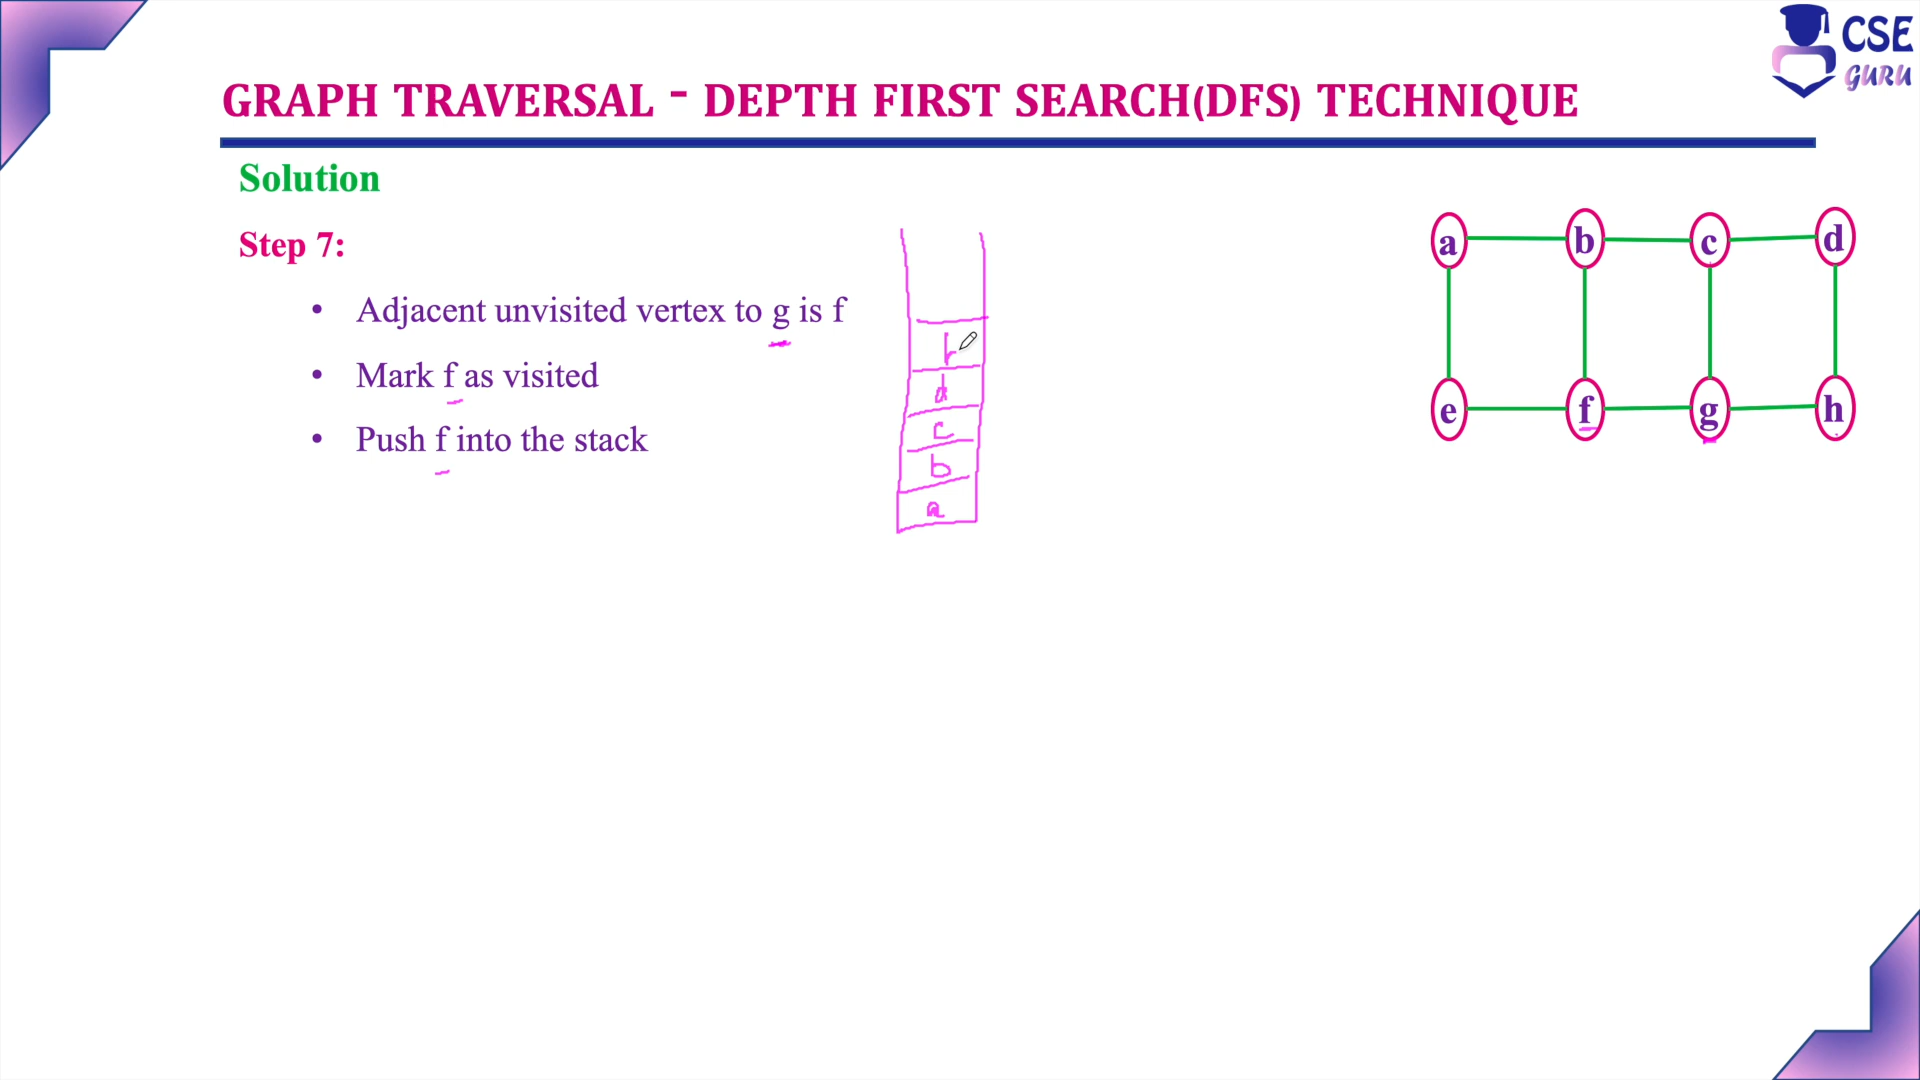 CSE
GURU
GRAPH TRAVERSAL - DEPTH FIRST SEARCH(DFS) TECHNIQUE
Solution
Step 7:
• Adjacent unvisited vertex to g is f
• Mark f as visited
• Push f into the stack
h
d
c
b
a
a b c d
e f g h